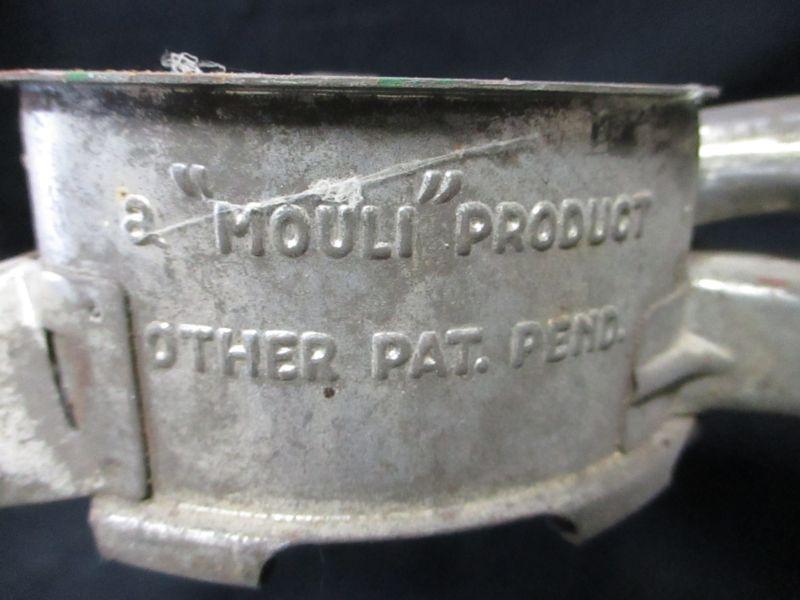 a "MOULI" PRODUCT
OTHER PAT. PEND.